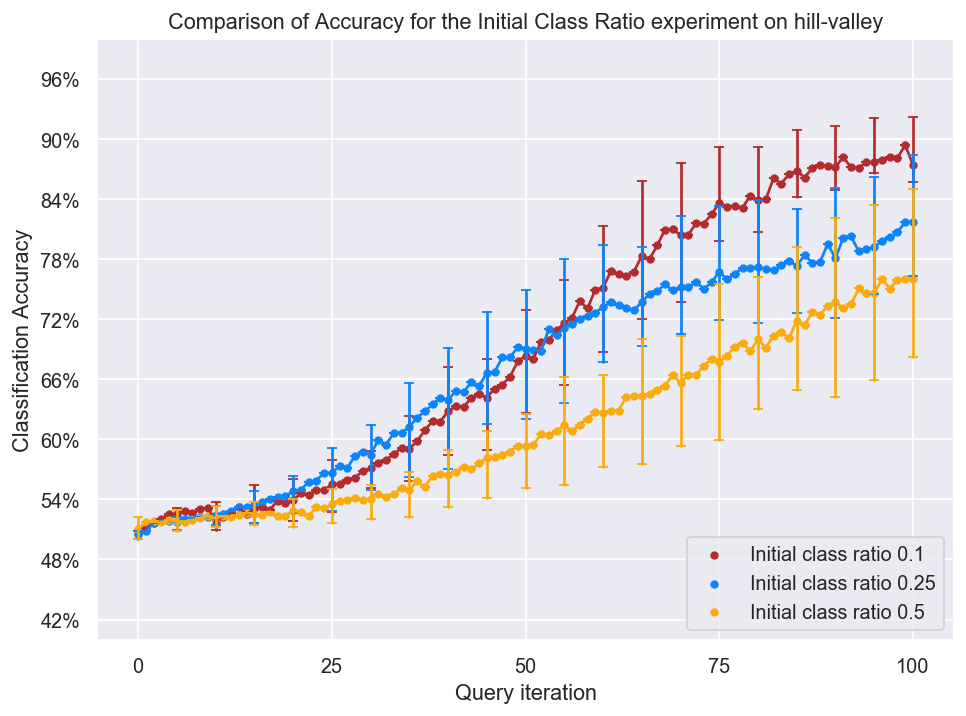 Comparison of Accuracy for the Initial Class Ratio experiment on hill-valley
Classification Accuracy
96%
90%
84%
78%
72%
66%
60%
54%
48%
42%
Initial class ratio 0.1
Initial class ratio 0.25
Initial class ratio 0.5
0 25 50 75 100
Query iteration